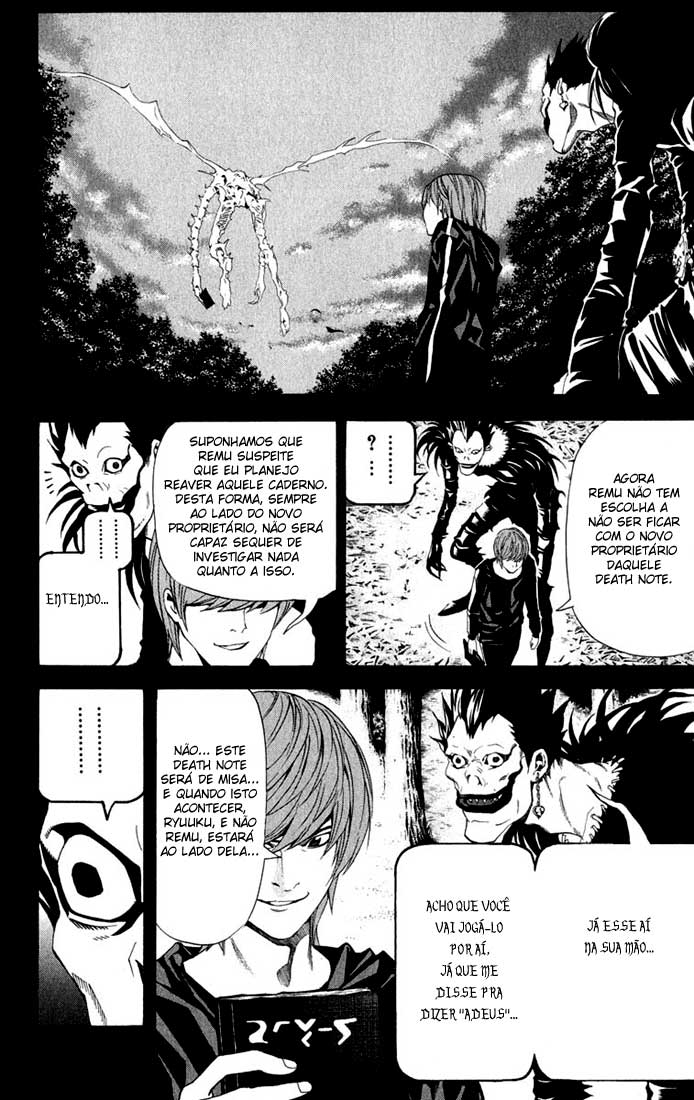 AGORA
REMU NÃO TEM
ESCOLHA A
NÃO SER FICAR
COM O NOVO
PROPRIETÁRIO
DAQUELE
DEATH NOTE.
......
?
......
SUPONHAMOS QUE
REMU SUSPEITE
QUE EU PLANEJO
REAVER AQUELE CADERNO.
DESTA FORMA, SEMPRE
AO LADO DO NOVO
PROPRIETÁRIO, NÃO SERÁ
CAPAZ SEQUER DE
INVESTIGAR NADA
QUANTO A ISSO.
.........
ENTENDO...
JÁ ESSE AÍ
NA SUA MÃO...
ACHO QUE VOCÊ
VAI JOGÁ-LO
POR AÍ,
JÁ QUE ME
DISSE PRA
DIZER "ADEUS"...
NÃO... ESTE
DEATH NOTE
SERÁ DE MISA...
E QUANDO ISTO
ACONTECER,
RYUUKU, E NÃO
REMU, ESTARÁ
AO LADO DELA...
.........